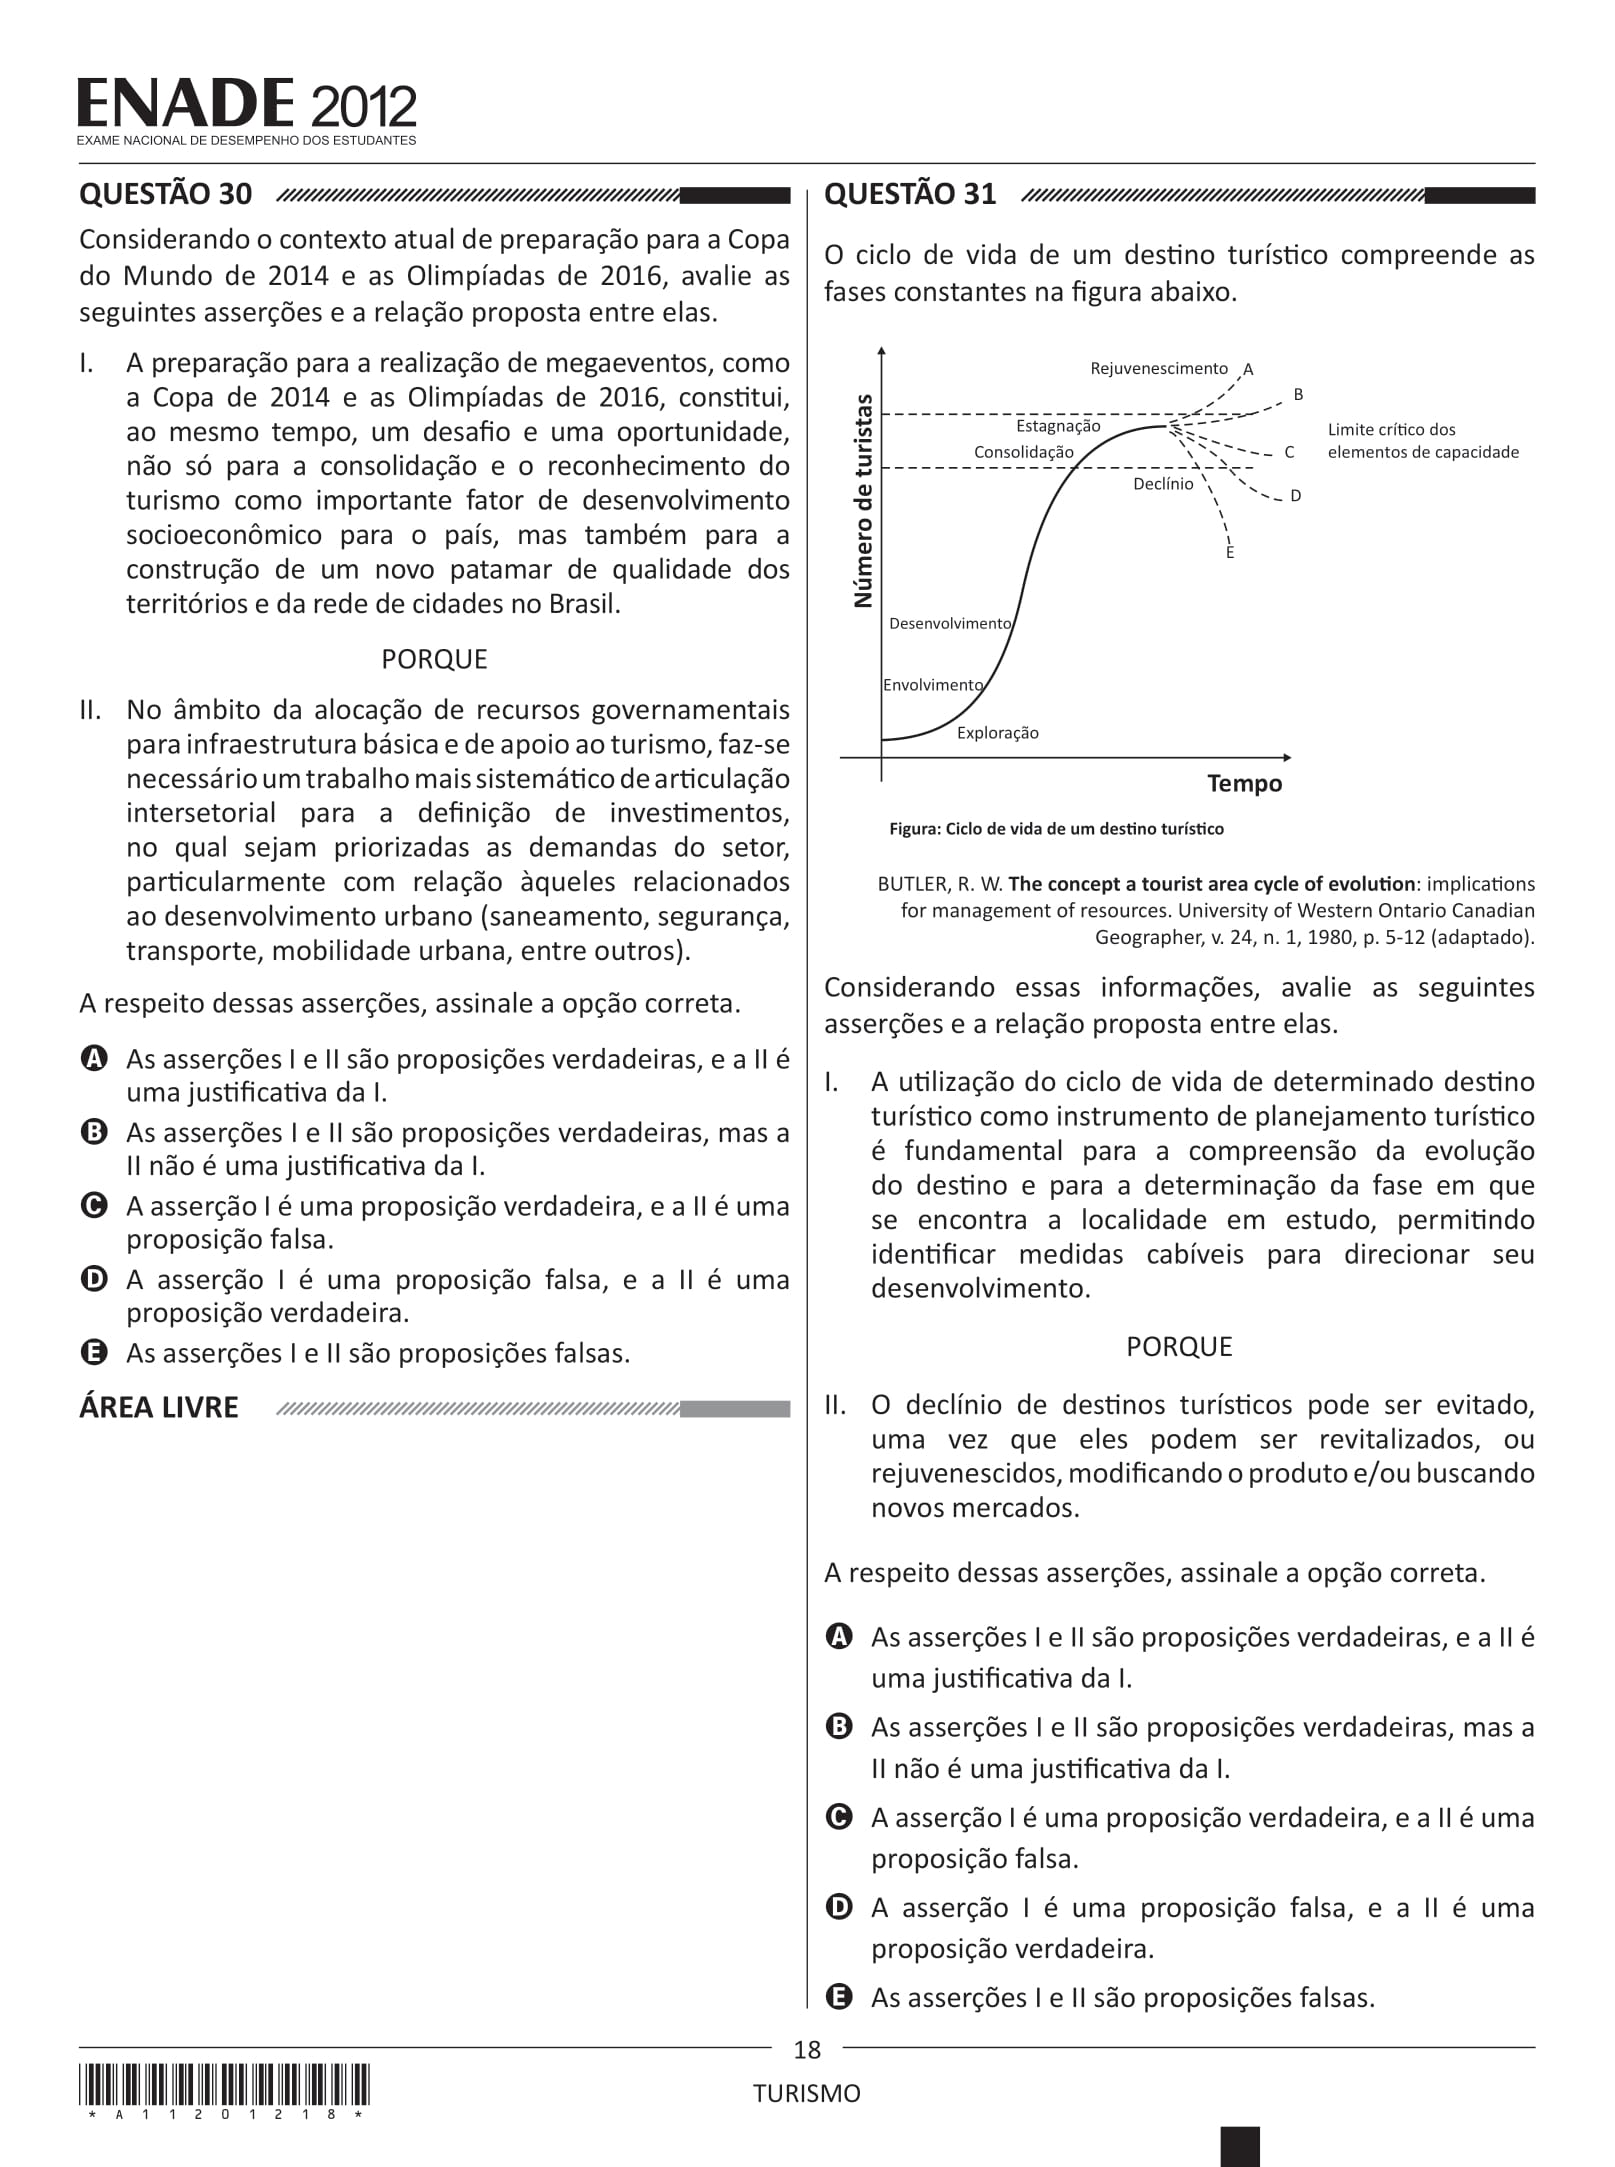 ENADE 2012
EXAME NACIONAL DE DESEMPENHO DOS ESTUDANTES
QUESTÃO 30
Considerando o contexto atual de preparação para a Copa
do Mundo de 2014 e as Olimpíadas de 2016, avalie as
seguintes asserções e a relação proposta entre elas.
I. A preparação para a realização de megaeventos, como
a Copa de 2014 e as Olimpíadas de 2016, constitui,
ao mesmo tempo, um desafio e uma oportunidade,
não só para a consolidação e o reconhecimento do
turismo como importante fator de desenvolvimento
socioeconômico para o país, mas também para a
construção de um novo patamar de qualidade dos
territórios e da rede de cidades no Brasil.
PORQUE
II. No âmbito da alocação de recursos governamentais
para infraestrutura básica e de apoio ao turismo, faz-se
necessário um trabalho mais sistemático de articulação
intersetorial para a definição de investimentos,
no qual sejam priorizadas as demandas do setor,
particularmente com relação àqueles relacionados
ao desenvolvimento urbano (saneamento, segurança,
transporte, mobilidade urbana, entre outros).
A respeito dessas asserções, assinale a opção correta.
A As asserções I e II são proposições verdadeiras, e a II é
uma justificativa da I.
B As asserções I e II são proposições verdadeiras, mas a
II não é uma justificativa da I.
C A asserção I é uma proposição verdadeira, e a II é uma
proposição falsa.
D A asserção I é uma proposição falsa, e a II é uma
proposição verdadeira.
E As asserções I e II são proposições falsas.
ÁREA LIVRE
QUESTÃO 31
O ciclo de vida de um destino turístico compreende as
fases constantes na figura abaixo.
Número de turistas
Rejuvenescimento A
B
Estagnação
Limite crítico dos
Consolidação
C
elementos de capacidade
Declínio
D
E
Desenvolvimento
Envolvimento
Exploração
Tempo
Figura: Ciclo de vida de um destino turístico
BUTLER, R. W. The concept a tourist area cycle of evolution: implications
for management of resources. University of Western Ontario Canadian
Geographer, v. 24, n. 1, 1980, p. 5-12 (adaptado).
Considerando essas informações, avalie as seguintes
asserções e a relação proposta entre elas.
I. A utilização do ciclo de vida de determinado destino
turístico como instrumento de planejamento turístico
é fundamental para a compreensão da evolução
do destino e para a determinação da fase em que
se encontra a localidade em estudo, permitindo
identificar medidas cabíveis para direcionar seu
desenvolvimento.
PORQUE
II. O declínio de destinos turísticos pode ser evitado,
uma vez que eles podem ser revitalizados, ou
rejuvenescidos, modificando o produto e/ou buscando
novos mercados.
A respeito dessas asserções, assinale a opção correta.
A As asserções I e II são proposições verdadeiras, e a II é
uma justificativa da I.
B As asserções I e II são proposições verdadeiras, mas a
II não é uma justificativa da I.
C A asserção I é uma proposição verdadeira, e a II é uma
proposição falsa.
D A asserção I é uma proposição falsa, e a II é uma
proposição verdadeira.
E As asserções I e II são proposições falsas.
18
TURISMO
* A 1 1 2 0 1 2 1 8 *